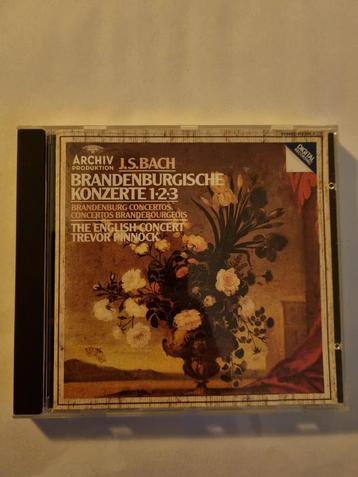 ARCHIV
PRODUKTION
J.S.BACH
DIGITAL
BRANDENBURGISCHE
KONZERTE 1·2·3
BRANDENBURG CONCERTOS
CONCERTOS BRANDEBOURGEOIS
THE ENGLISH CONCERT
TREVOR PINNOCK